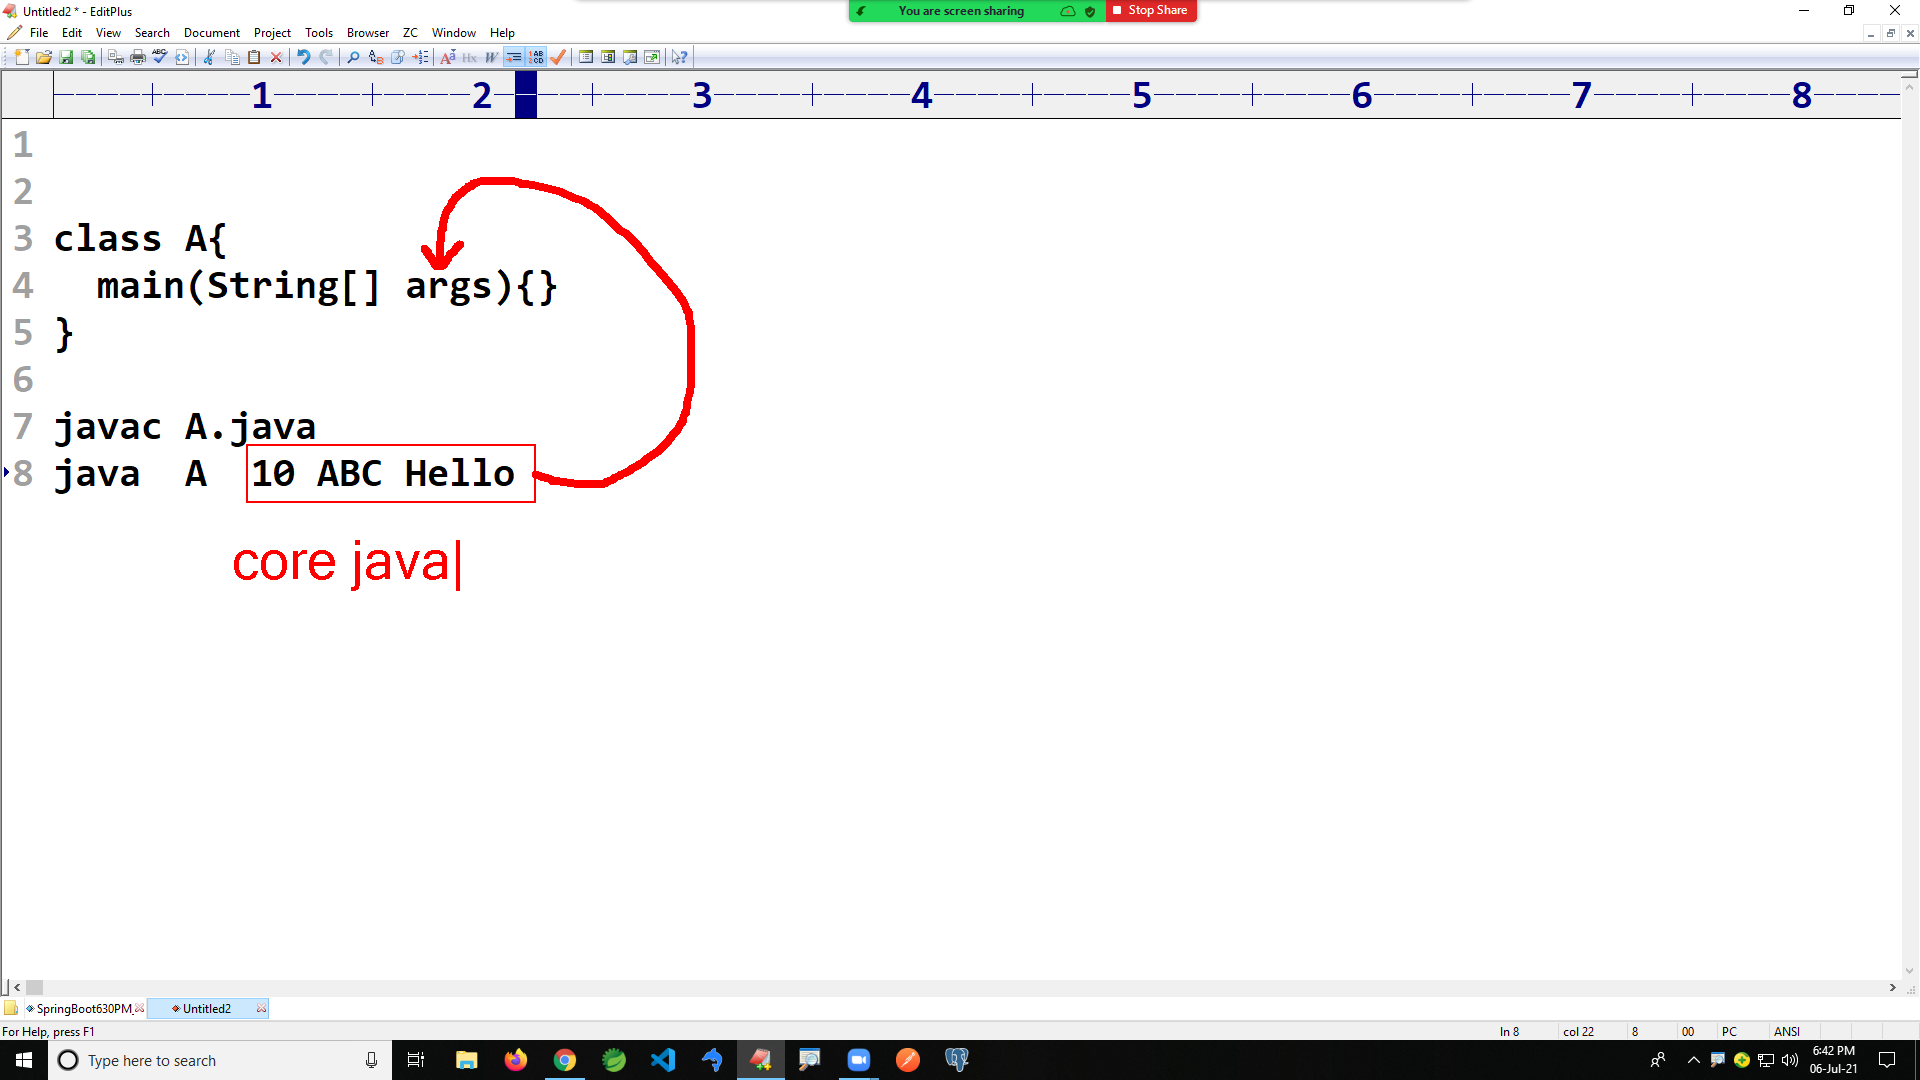 Untitled2 * - EditPlus
You are screen sharing
Stop Share
File Edit View Search Document Project Tools Browser ZC Window Help
1 2 3 4 5 6 7 8
1
2
3 class A{
4 main(String[] args){}
5 }
6
7 javac A.java
8 java A 10 ABC Hello
core java
SpringBoot630PM_ Untitled2
For Help, press F1
ln 8 col 22 8 00 PC ANSI
Type here to search
6:42 PM
06-Jul-21